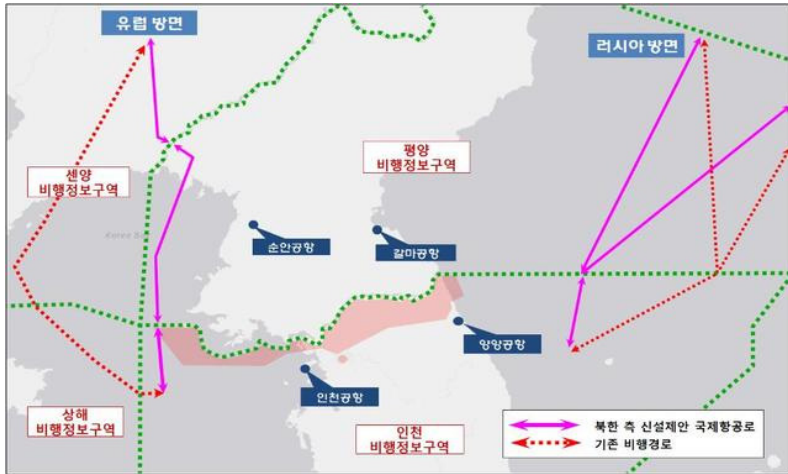 유럽 방면
러시아 방면
평양
비행정보구역
센양
비행정보구역
Korea Bay
순안공항
갈마공항
양양공항
인천공항
상해
비행정보구역
인천
비행정보구역
북한 측 신설제안 국제항공로
기존 비행경로